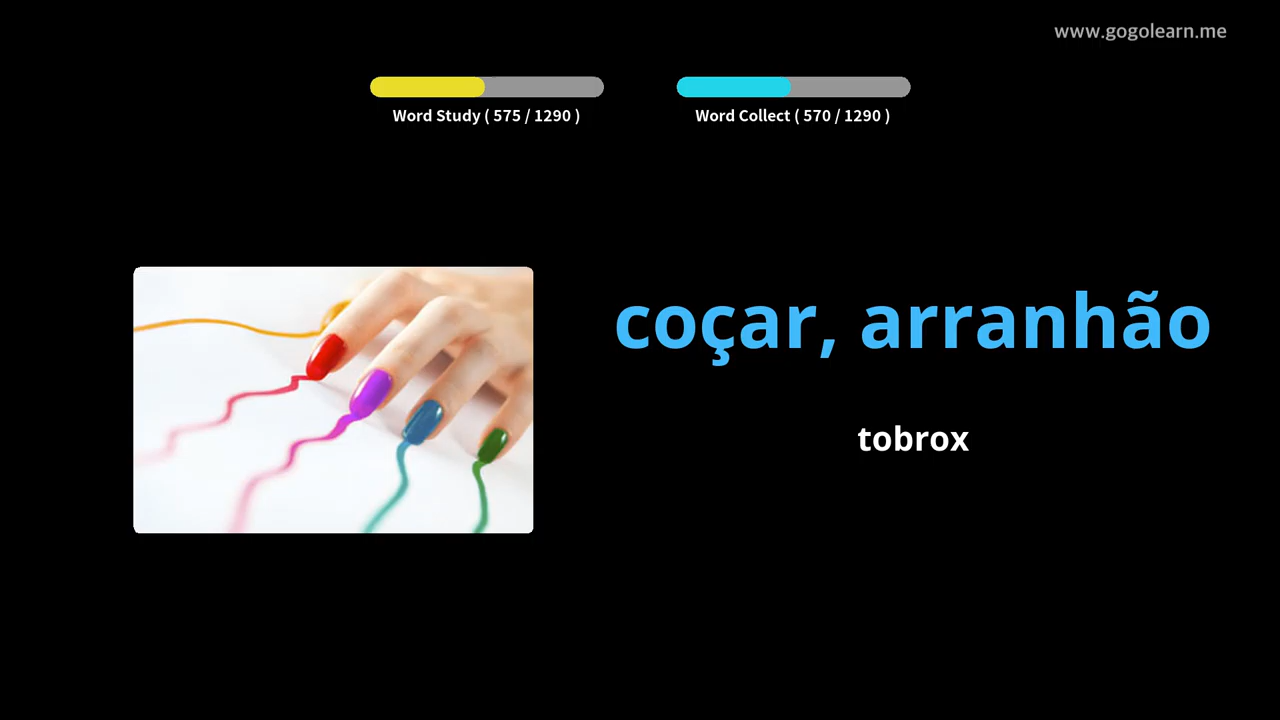 www.gogolearn.me
Word Study ( 575 / 1290 )
Word Collect ( 570 / 1290 )
coçar, arranhão
tobrox